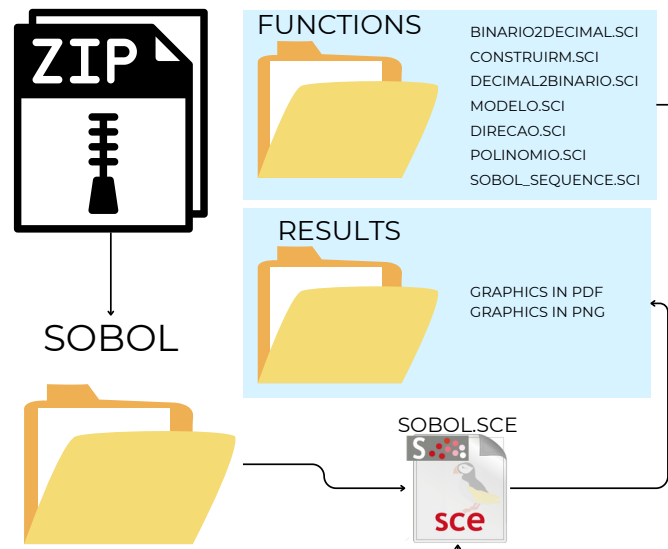 ZIP
FUNCTIONS
BINARIO2DECIMAL.SCI
CONSTRUIRM.SCI
DECIMAL2BINARIO.SCI
MODELO.SCI
DIRECAO.SCI
POLINOMIO.SCI
SOBOL_SEQUENCE.SCI
RESULTS
GRAPHICS IN PDF
GRAPHICS IN PNG
SOBOL
SOBOL.SCE
S
sce